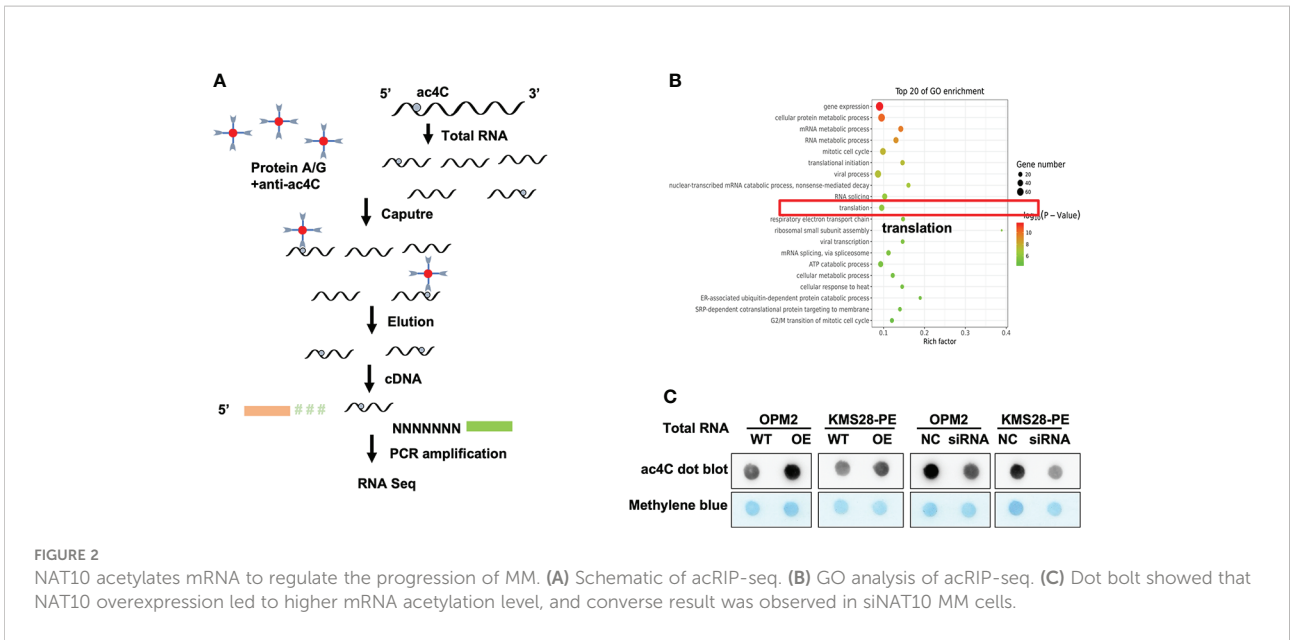 A
5’ ac4C 3’
Total RNA
Protein A/G
+anti-ac4C
Caputre
Elution
cDNA
5’ ###
NNNNNNN
PCR amplification
RNA Seq
B
Top 20 of GO enrichment
gene expression
cellular protein metabolic process
mRNA metabolic process
RNA metabolic process
mitotic cell cycle
translational initiation
viral process
nuclear-transcribed mRNA catabolic process, nonsense-mediated decay
RNA splicing
translation
respiratory electron transport chain
ribosomal small subunit assembly
viral transcription
mRNA splicing, via spliceosome
ATP catabolic process
cellular metabolic process
cellular response to heat
ER-associated ubiquitin-dependent protein catabolic process
SRP-dependent cotranslational protein targeting to membrane
G2/M transition of mitotic cell cycle
translation
0.1 0.2 0.3 0.4
Rich factor
Gene number
20
40
60
(P − Value)
10
8
6
C
OPM2 KMS28-PE OPM2 KMS28-PE
Total RNA
WT OE WT OE NC siRNA NC siRNA
ac4C dot blot
Methylene blue
FIGURE 2
NAT10 acetylates mRNA to regulate the progression of MM. (A) Schematic of acRIP-seq. (B) GO analysis of acRIP-seq. (C) Dot bolt showed that
NAT10 overexpression led to higher mRNA acetylation level, and converse result was observed in siNAT10 MM cells.